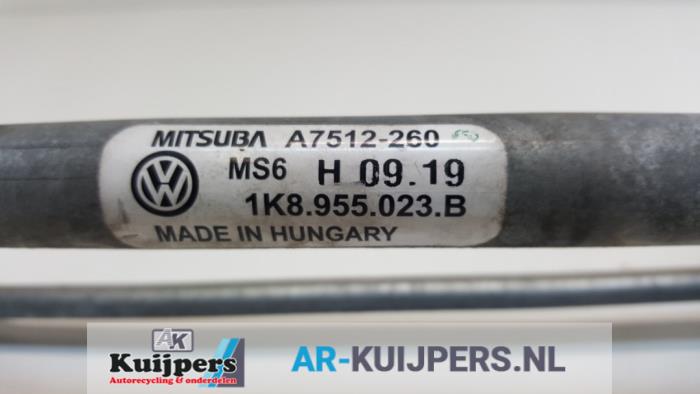 MITSUBA A7512-260
MS6 H 09.19
1K8.955.023.B
MADE IN HUNGARY
AK
Kuijpers
Autorecycling & onderdelen
AR-KUIJPERS.NL